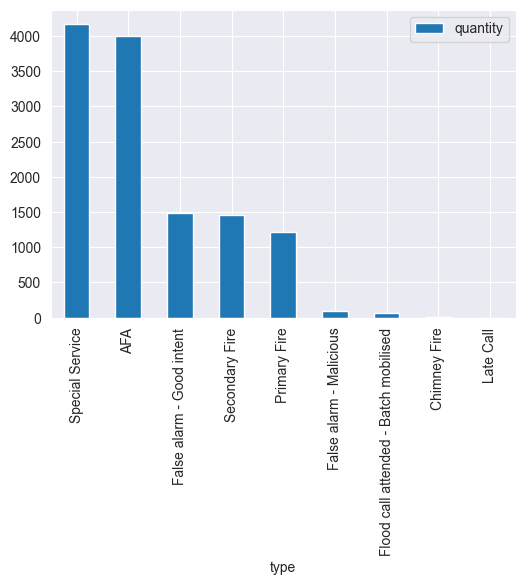 quantity
4000
3500
3000
2500
2000
1500
1000
500
0
Special Service
AFA
False alarm - Good intent
Secondary Fire
Primary Fire
False alarm - Malicious
Flood call attended - Batch mobilised
Chimney Fire
Late Call
type